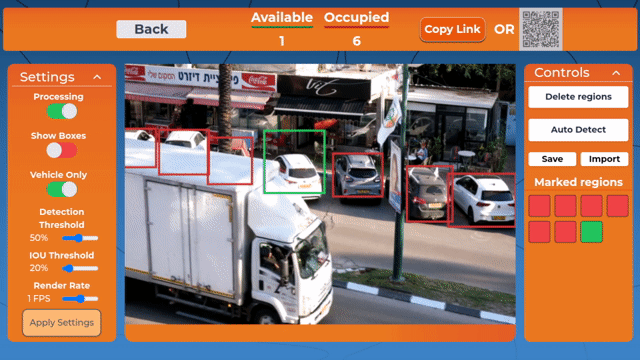 Back
Available Occupied
1 6
Copy Link OR
Settings
Processing
Show Boxes
Vehicle Only
Detection
Threshold
50%
IOU Threshold
20%
Render Rate
1 FPS
Apply Settings
Coca-Cola
פיצוציית דיזרט
Coca-Cola
Controls
Delete regions
Auto Detect
Save Import
Marked regions